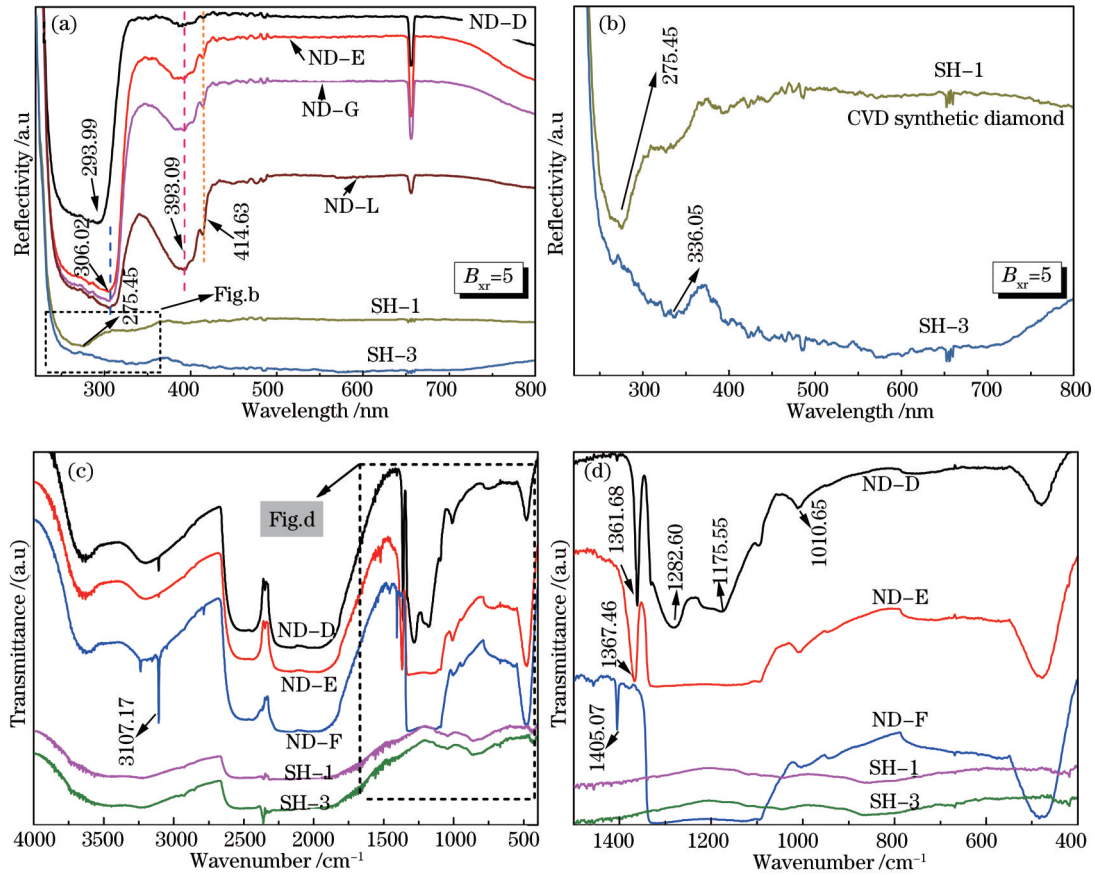 (a)
ND-D
ND-E
ND-G
ND-L
293.99
306.02
275.45
393.09
414.63
Fig.b
Bxr=5
SH-1
SH-3
300 400 500 600 700 800
Wavelength /nm
Reflectivity /a.u
(b)
275.45
SH-1
CVD synthetic diamond
336.05
Bxr=5
SH-3
300 400 500 600 700 800
Wavelength /nm
Reflectivity /a.u
(c)
Fig.d
ND-D
ND-E
ND-F
3107.17
SH-1
SH-3
4000 3500 3000 2500 2000 1500 1000 500
Wavenumber /cm⁻¹
Transmittance /(a.u)
(d)
ND-D
1361.68
1282.60
1175.55
1010.65
ND-E
1367.46
1405.07
ND-F
SH-1
SH-3
1400 1200 1000 800 600 400
Wavenumber /cm⁻¹
Transmittance /(a.u)